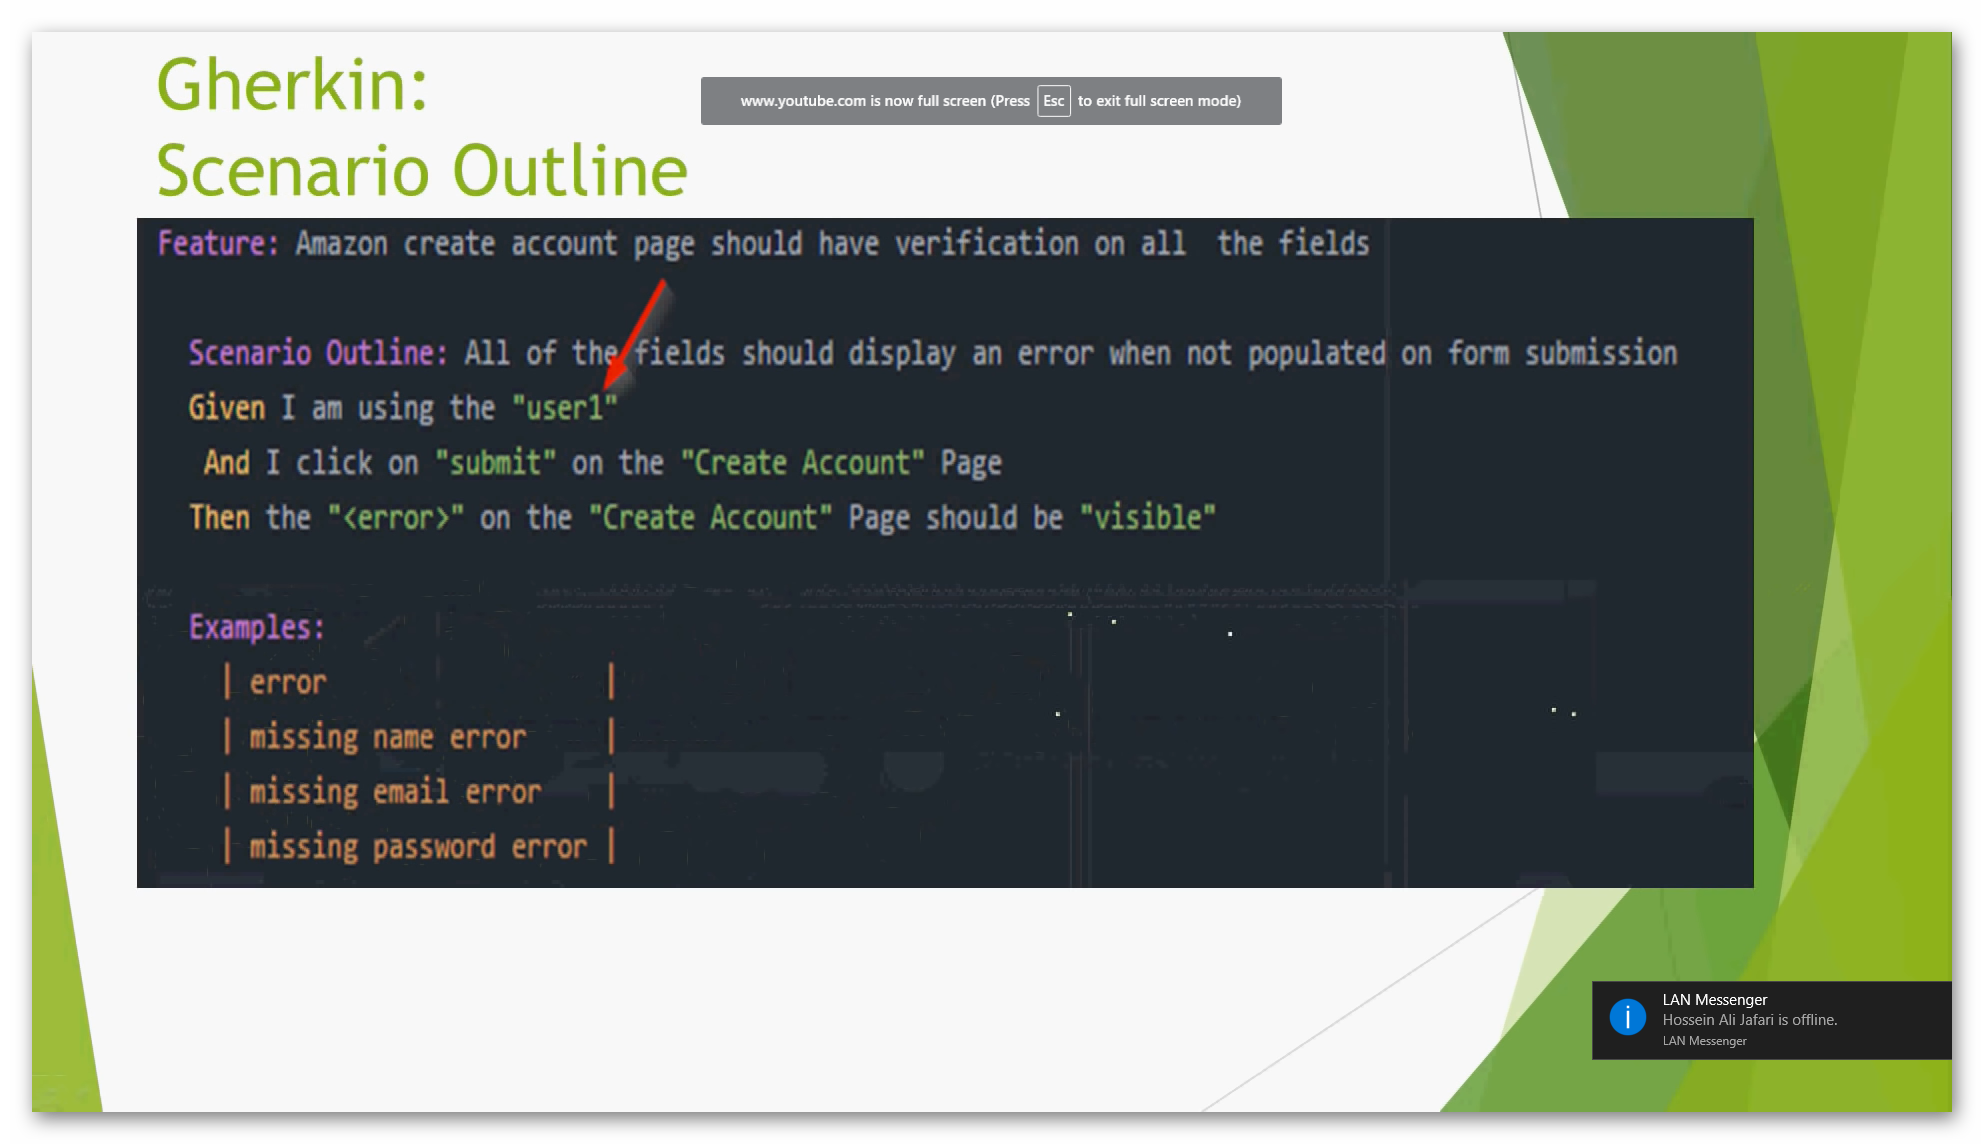 Gherkin:
Scenario Outline
www.youtube.com is now full screen (Press Esc to exit full screen mode)
Feature: Amazon create account page should have verification on all  the fields
Scenario Outline: All of the fields should display an error when not populated on form submission
Given I am using the "user1"
And I click on "submit" on the "Create Account" Page
Then the "<error>" on the "Create Account" Page should be "visible"
Examples:
| error |
| missing name error |
| missing email error |
| missing password error |
LAN Messenger
Hossein Ali Jafari is offline.
LAN Messenger